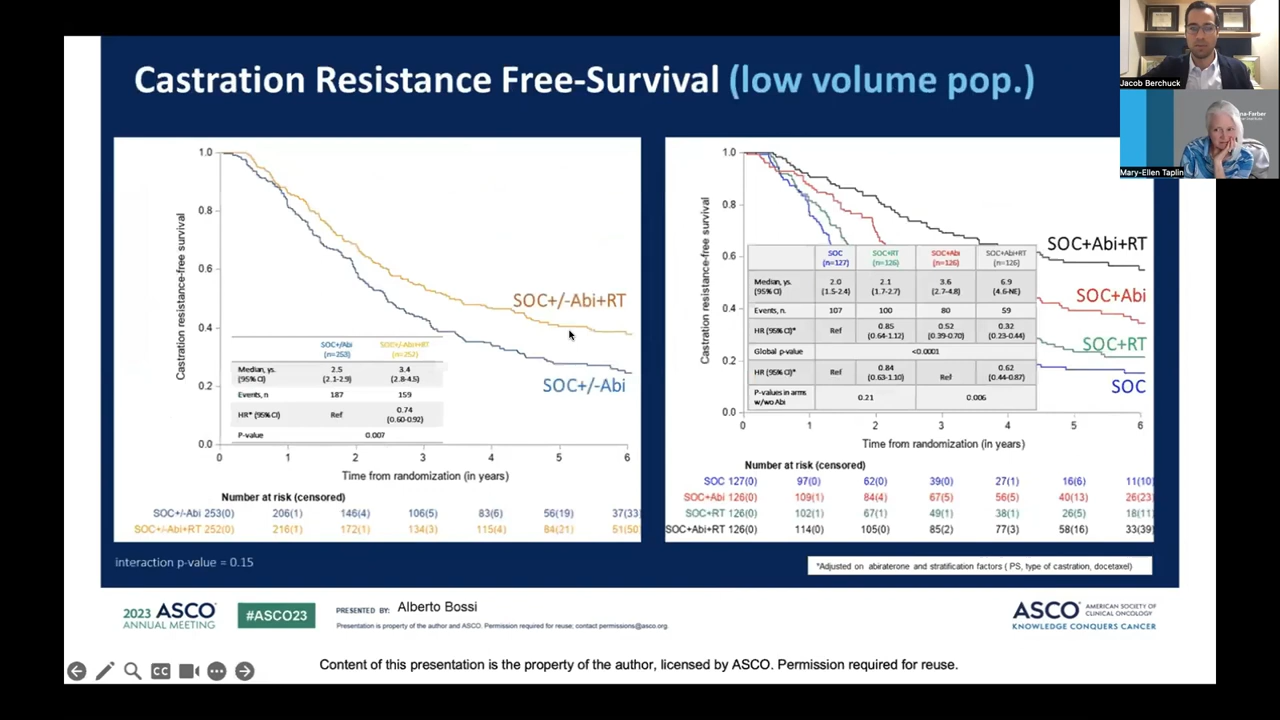 Castration Resistance Free-Survival (low volume pop.)
Jacob Berchuck
Mary-Ellen Taplin
Castration resistance-free survival
1.0
0.8
0.6
0.4
0.2
0.0
SOC+/-Abi+RT
SOC+/-Abi
SOC+/Abi SOC+/-Abi+RT
(n=253) (n=252)
Median, ys. 2.5 3.4
(95% CI) (2.1-2.9) (2.8-4.5)
Events, n 187 159
HR* (95% CI) Ref 0.74
(0.60-0.92)
P-value 0.007
0 1 2 3 4 5 6
Time from randomization (in years)
Number at risk (censored)
SOC+/-Abi 253(0) 206(1) 146(4) 106(5) 83(6) 56(19) 37(33)
SOC+/-Abi+RT 252(0) 216(1) 172(1) 134(3) 115(4) 84(21) 51(50
Castration resistance-free survival
1.0
0.8
0.6
0.4
0.2
0.0
SOC+Abi+RT
SOC+Abi
SOC+RT
SOC
SOC SOC+RT SOC+Abi SOC+Abi+RT
(n=127) (n=126) (n=126) (n=126)
Median, ys. 2.0 2.1 3.6 6.9
(95% CI) (1.5-2.4) (1.7-2.7) (2.7-4.8) (4.6-NE)
Events, n. 107 100 80 59
HR (95% CI)* Ref 0.85 0.52 0.32
(0.64-1.12) (0.39-0.70) (0.23-0.44)
Global p-value <0.0001
HR (95% CI)* Ref 0.84 Ref 0.62
(0.63-1.10) (0.44-0.87)
P-values in arms 0.21 0.006
w/wo Abi
0 1 2 3 4 5 6
Time from randomization (in years)
Number at risk (censored)
SOC 127(0) 97(0) 62(0) 39(0) 27(1) 16(6) 11(10)
SOC+Abi 126(0) 109(1) 84(4) 67(5) 56(5) 40(13) 26(23)
SOC+RT 126(0) 102(1) 67(1) 49(1) 38(1) 26(5) 18(11)
SOC+Abi+RT 126(0) 114(0) 105(0) 85(2) 77(3) 58(16) 33(39)
interaction p-value = 0.15
*Adjusted on abiraterone and stratification factors ( PS, type of castration, docetaxel)
2023 ASCO
ANNUAL MEETING
#ASCO23
PRESENTED BY: Alberto Bossi
Presentation is property of the author and ASCO. Permission required for reuse; contact permissions@asco.org.
ASCO AMERICAN SOCIETY OF
CLINICAL ONCOLOGY
KNOWLEDGE CONQUERS CANCER
Content of this presentation is the property of the author, licensed by ASCO. Permission required for reuse.